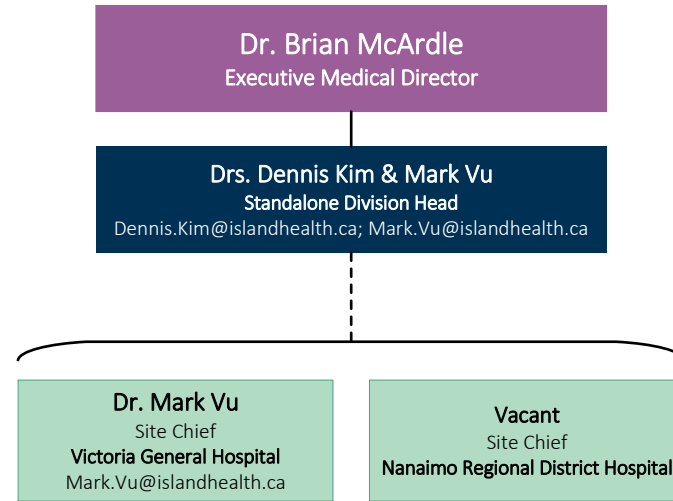 Dr. Brian McArdle
Executive Medical Director
Drs. Dennis Kim & Mark Vu
Standalone Division Head
Dennis.Kim@islandhealth.ca; Mark.Vu@islandhealth.ca
Dr. Mark Vu
Site Chief
Victoria General Hospital
Mark.Vu@islandhealth.ca
Vacant
Site Chief
Nanaimo Regional District Hospital